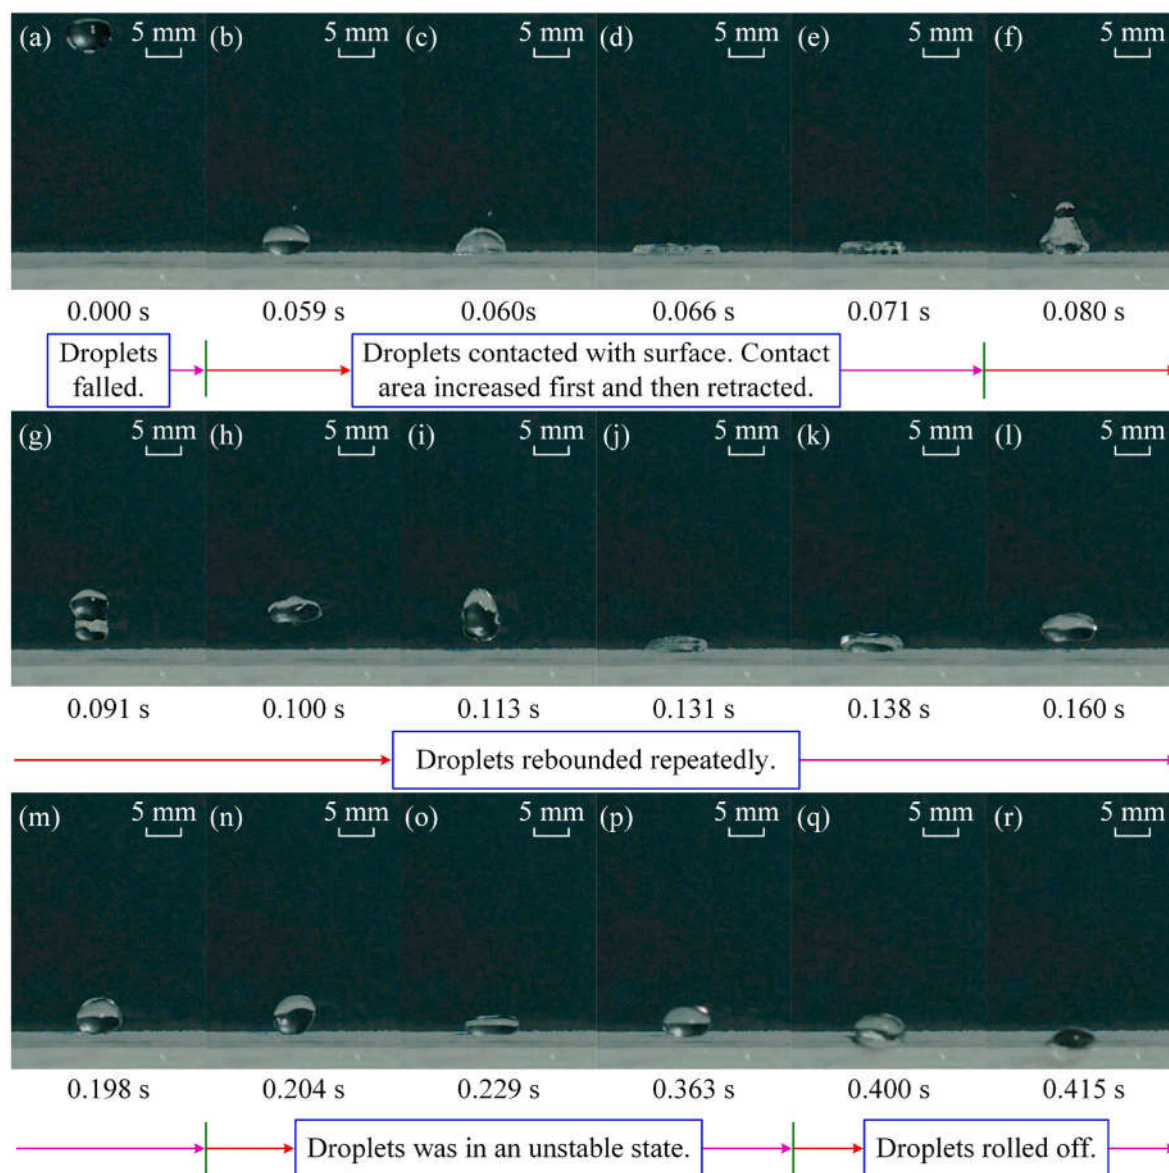 (a) 5 mm (b) 5 mm (c) 5 mm (d) 5 mm (e) 5 mm (f) 5 mm
0.000 s 0.059 s 0.060s 0.066 s 0.071 s 0.080 s
Droplets
falled.
Droplets contacted with surface. Contact
area increased first and then retracted.
(g) 5 mm (h) 5 mm (i) 5 mm (j) 5 mm (k) 5 mm (l) 5 mm
0.091 s 0.100 s 0.113 s 0.131 s 0.138 s 0.160 s
Droplets rebounded repeatedly.
(m) 5 mm (n) 5 mm (o) 5 mm (p) 5 mm (q) 5 mm (r) 5 mm
0.198 s 0.204 s 0.229 s 0.363 s 0.400 s 0.415 s
Droplets was in an unstable state.
Droplets rolled off.